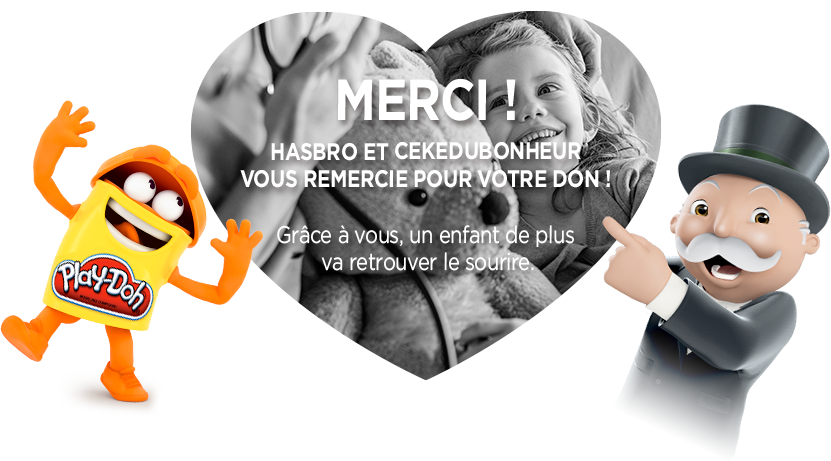 MERCI !
HASBRO ET CEKEDUBONHEUR
VOUS REMERCIE POUR VOTRE DON !
Grâce à vous, un enfant de plus
va retrouver le sourire.
Play-Doh